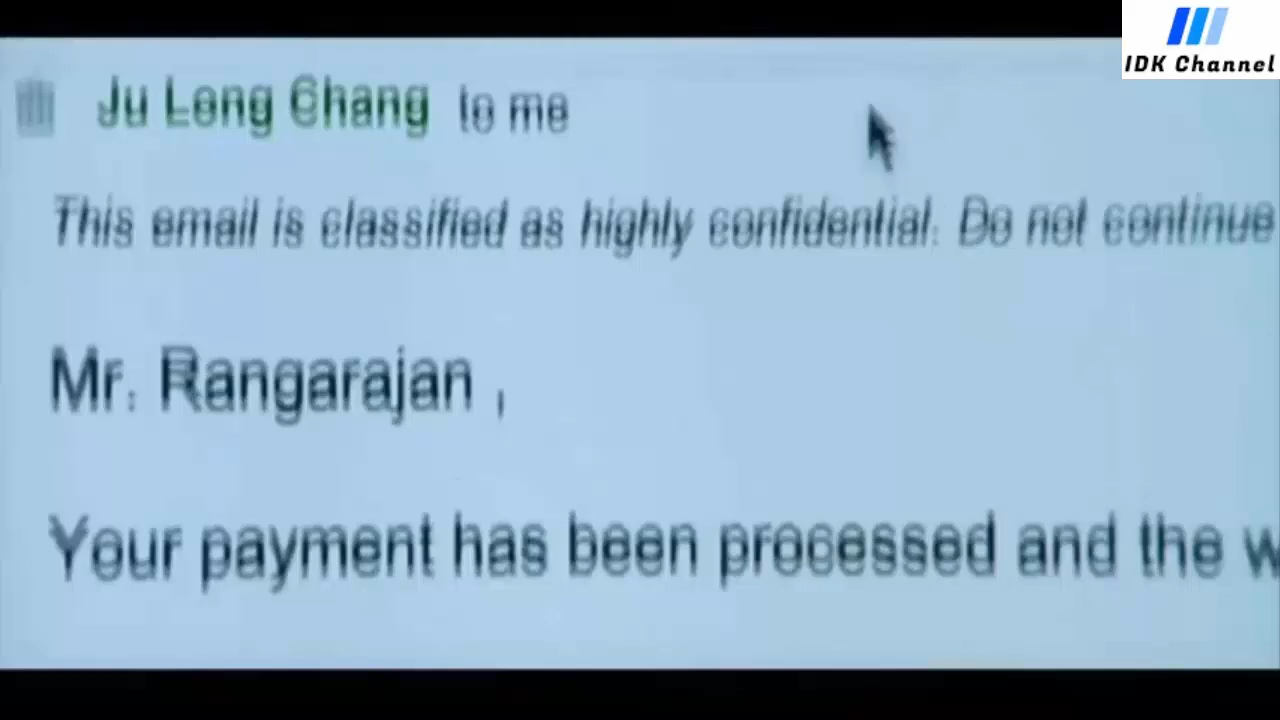 IDK Channel
Ju Long Chang to me
This email is classified as highly confidential. Do not continue
Mr. Rangarajan ,
Your payment has been processed and the